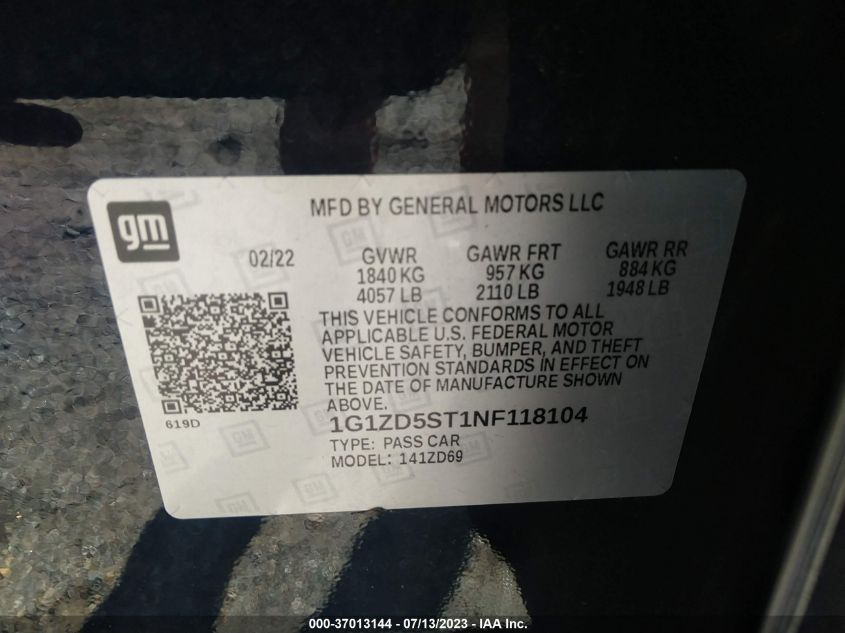 gm
MFD BY GENERAL MOTORS LLC
02/22 GVWR GAWR FRT GAWR RR
1840 KG 957 KG 884 KG
4057 LB 2110 LB 1948 LB
THIS VEHICLE CONFORMS TO ALL
APPLICABLE U.S. FEDERAL MOTOR
VEHICLE SAFETY, BUMPER, AND THEFT
PREVENTION STANDARDS IN EFFECT ON
THE DATE OF MANUFACTURE SHOWN
ABOVE.
619D
1G1ZD5ST1NF118104
TYPE: PASS CAR
MODEL: 141ZD69
000-37013144 - 07/13/2023 - © IAA Holdings, LLC.